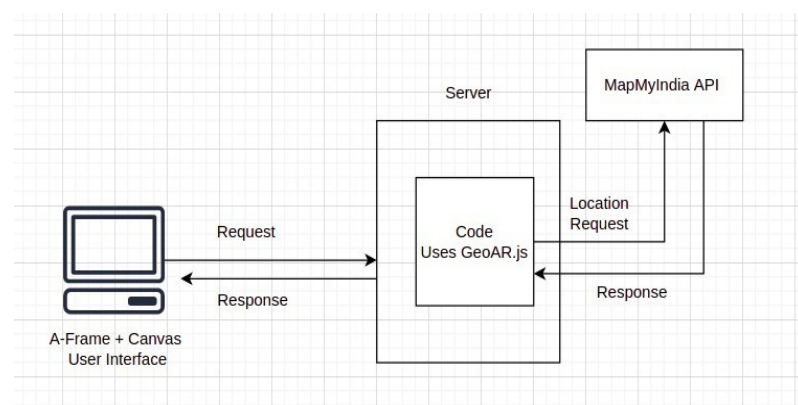 Server
MapMyIndia API
Request
Response
A-Frame + Canvas
User Interface
Code
Uses GeoAR.js
Location
Request
Response